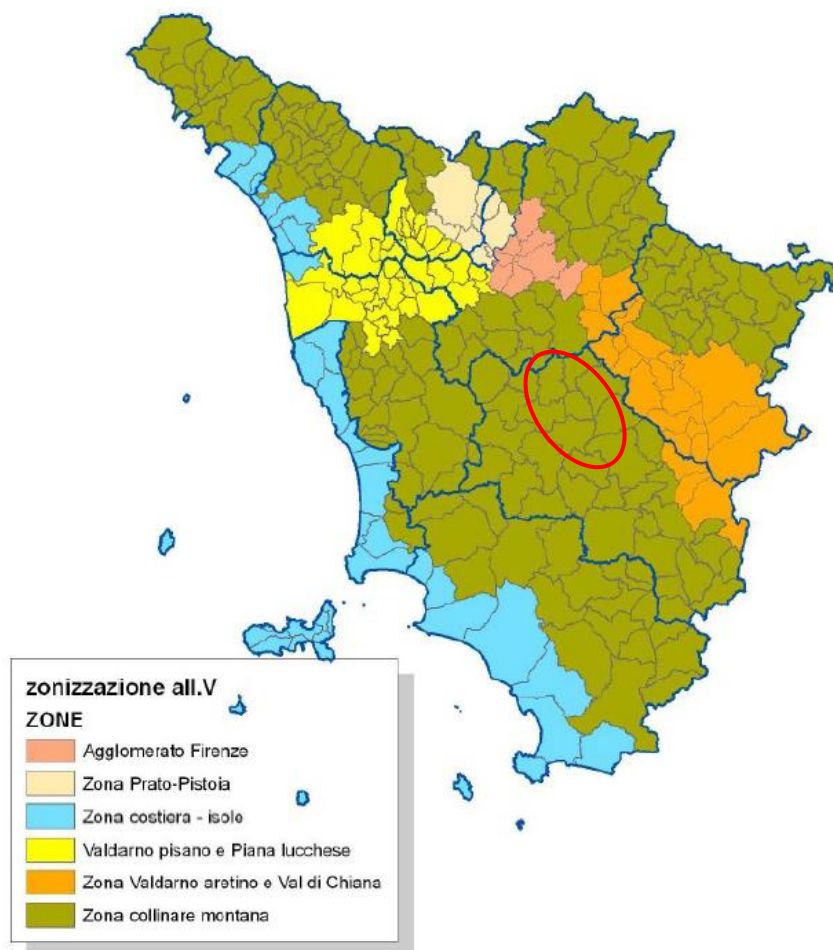 zonizzazione all.V
ZONE
Agglomerato Firenze
Zona Prato-Pistoia
Zona costiera - isole
Valdarno pisano e Piana lucchese
Zona Valdarno aretino e Val di Chiana
Zona collinare montana